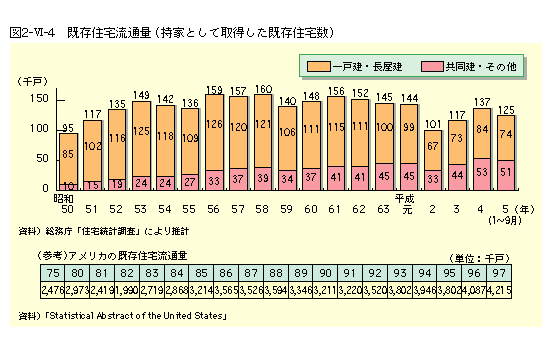 図2-Ⅵ-4 既存住宅流通量（持家として取得した既存住宅数）
一戸建・長屋建 共同建・その他
（千戸）
150
100
50
0
95 117 135 149 142 136 159 157 160 140 148 156 152 145 144 101 117 137 125
85 102 116 125 118 109 126 120 121 106 111 115 111 100 99 67 73 84 74
10 15 19 24 24 27 33 37 39 34 37 41 41 45 45 33 44 53 51
昭和 平成
50 51 52 53 54 55 56 57 58 59 60 61 62 63 元 2 3 4 5 （年）
(1～9月)
資料）総務庁「住宅統計調査」により推計
（参考）アメリカの既存住宅流通量 （単位：千戸）
75 80 81 82 83 84 85 86 87 88 89 90 91 92 93 94 95 96 97
2,476 2,973 2,419 1,990 2,719 2,868 3,214 3,565 3,526 3,594 3,346 3,211 3,220 3,520 3,802 3,946 3,802 4,087 4,215
資料）「Statistical Abstract of the United States」